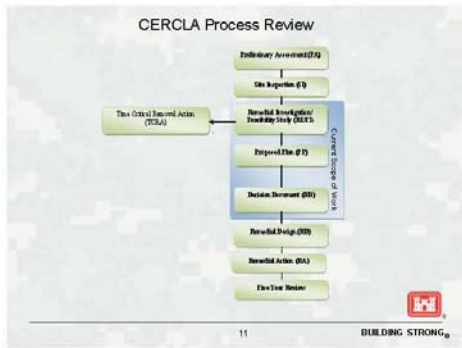 CERCLA Process Review
Preliminary Assessment (PA)
Site Inspection (SI)
Time Critical Removal Action
(TCRA)
Remedial Investigation/
Feasibility Study (RI/FS)
Proposed Plan (PP)
Decision Document (DD)
Current Scope of Work
Remedial Design (RD)
Remedial Action (RA)
Five Year Review
11
BUILDING STRONG®